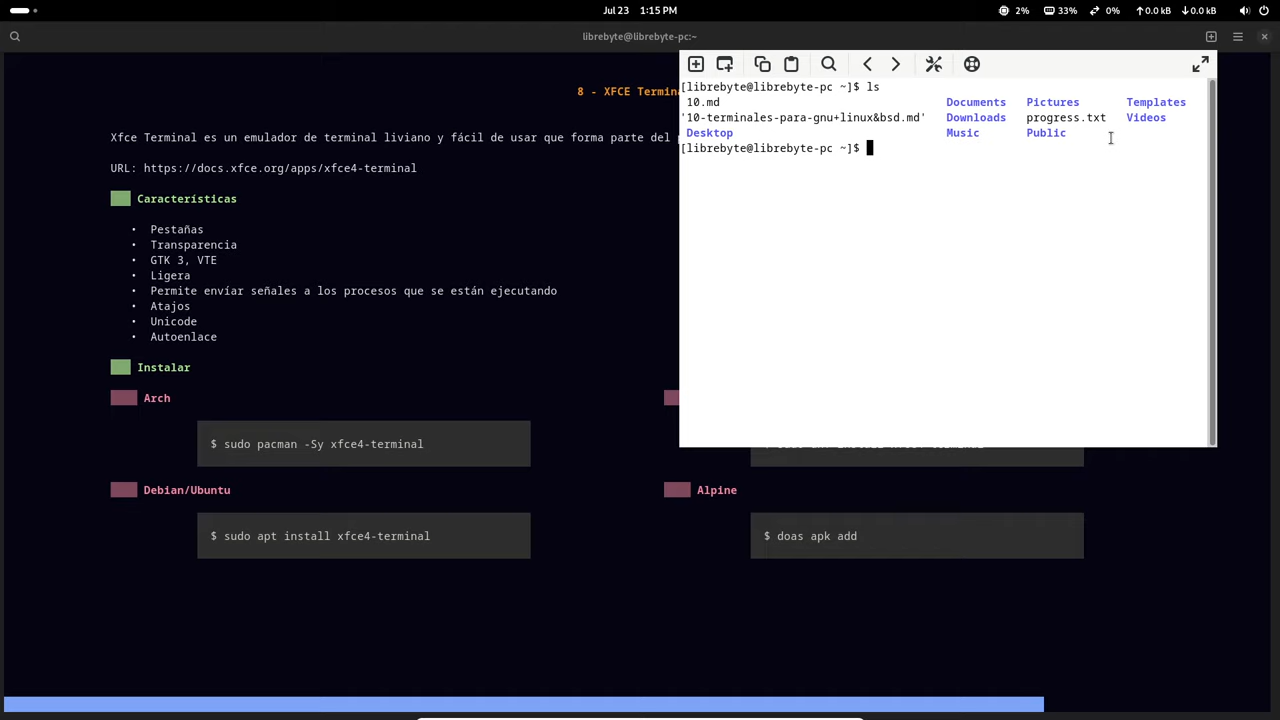 Jul 23 1:15 PM
2% 33% 0% 0.0 kB 0.0 kB
librebyte@librebyte-pc:~
8 - XFCE Termin
Xfce Terminal es un emulador de terminal liviano y fácil de usar que forma parte del
URL: https://docs.xfce.org/apps/xfce4-terminal
Características
• Pestañas
• Transparencia
• GTK 3, VTE
• Ligera
• Permite envíar señales a los procesos que se están ejecutando
• Atajos
• Unicode
• Autoenlace
Instalar
Arch
$ sudo pacman -Sy xfce4-terminal
Debian/Ubuntu
$ sudo apt install xfce4-terminal
Alpine
$ doas apk add
[librebyte@librebyte-pc ~]$ ls
10.md Documents Pictures Templates
'10-terminales-para-gnu+linux&bsd.md' Downloads progress.txt Videos
Desktop Music Public
[librebyte@librebyte-pc ~]$